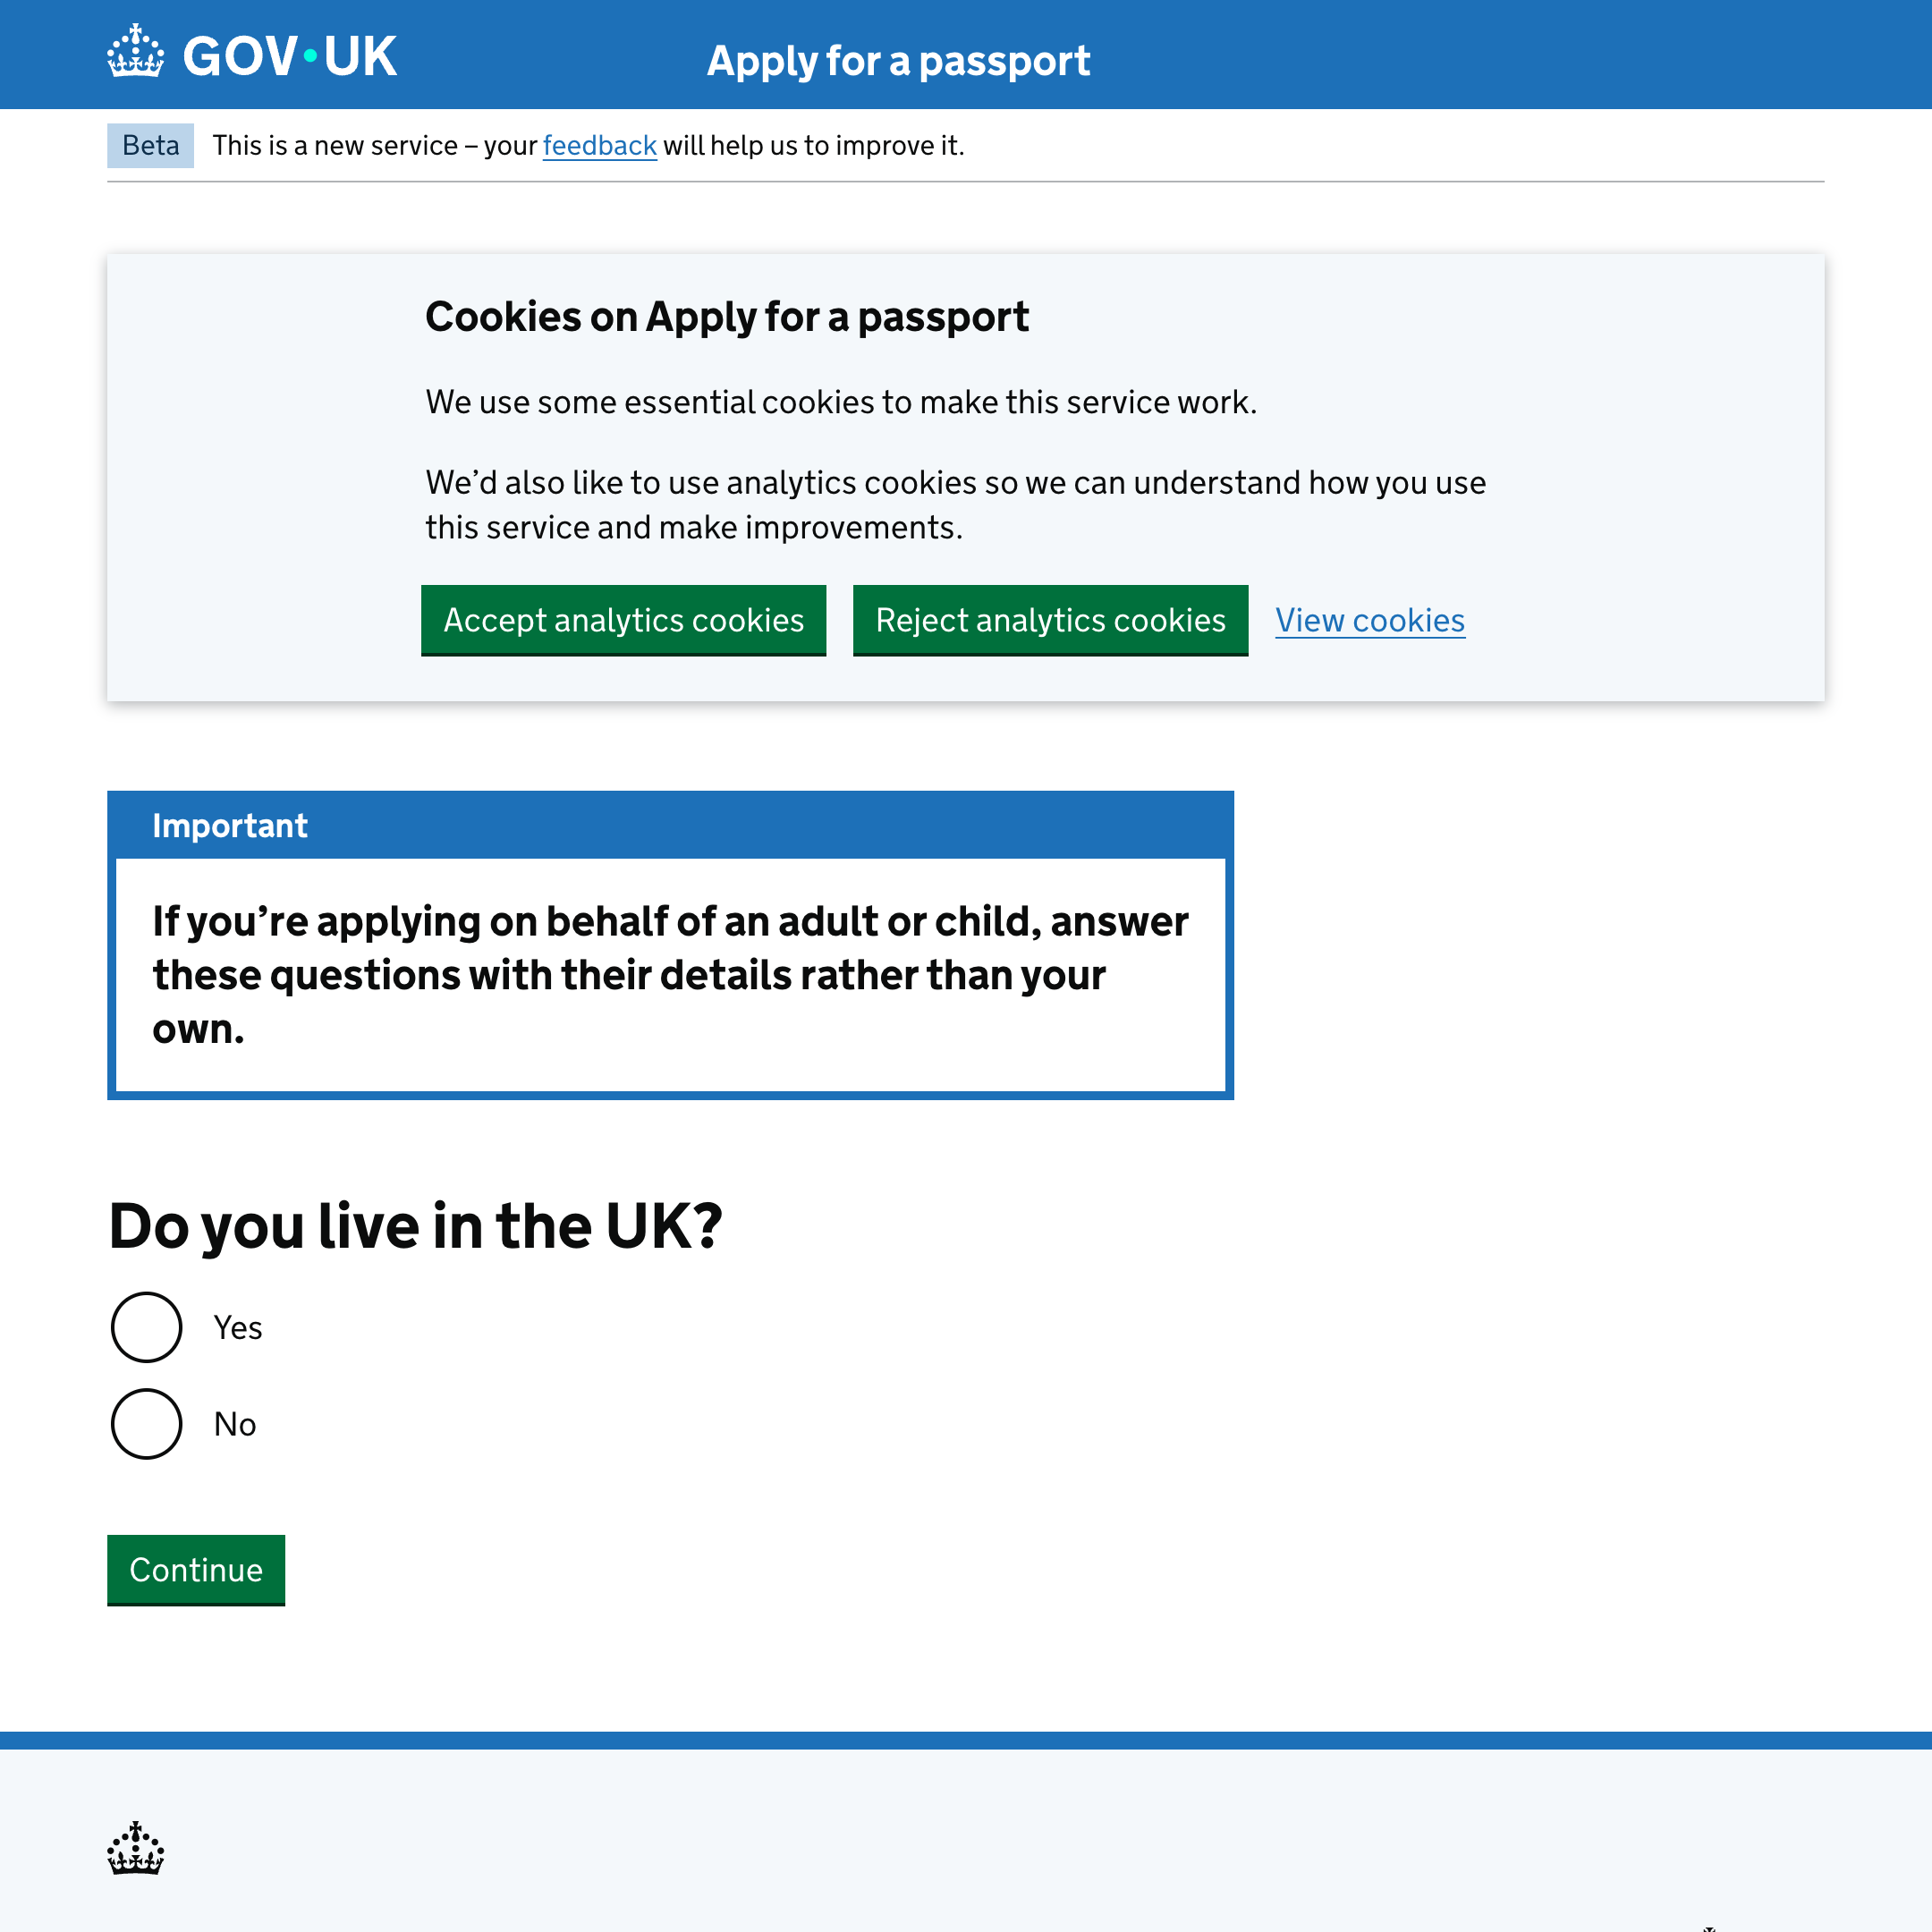 GOV·UK
Apply for a passport
Beta
This is a new service – your feedback will help us to improve it.
Cookies on Apply for a passport
We use some essential cookies to make this service work.
We’d also like to use analytics cookies so we can understand how you use
this service and make improvements.
Accept analytics cookies
Reject analytics cookies
View cookies
Important
If you’re applying on behalf of an adult or child, answer
these questions with their details rather than your
own.
Do you live in the UK?
Yes
No
Continue